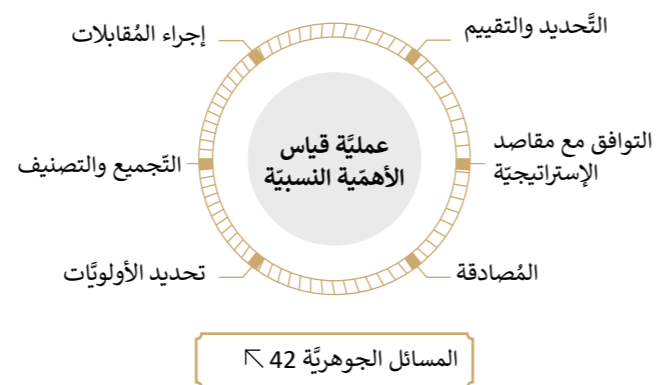 التَّحديد والتقييم
إجراء المُقابلات
عمليَّة قياس
الأهمّية النسبيّة
التوافق مع مقاصد
الإستراتيجيّة
التّجميع والتصنيف
المُصادقة
تحديد الأولويَّات
المسائل الجوهريَّة 42